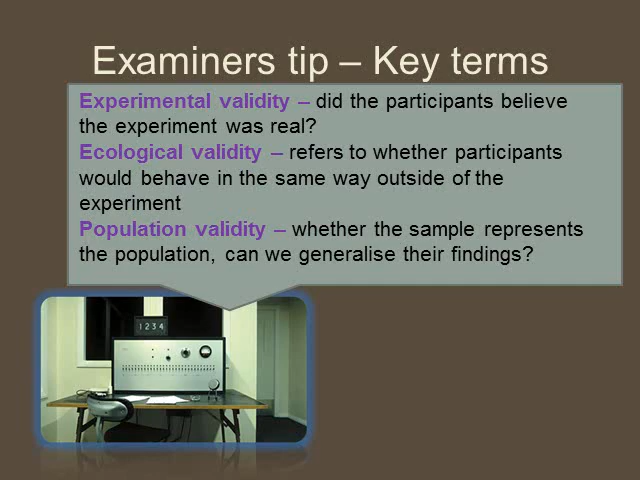 Examiners tip – Key terms
Experimental validity – did the participants believe
the experiment was real?
Ecological validity – refers to whether participants
would behave in the same way outside of the
experiment
Population validity – whether the sample represents
the population, can we generalise their findings?
1234